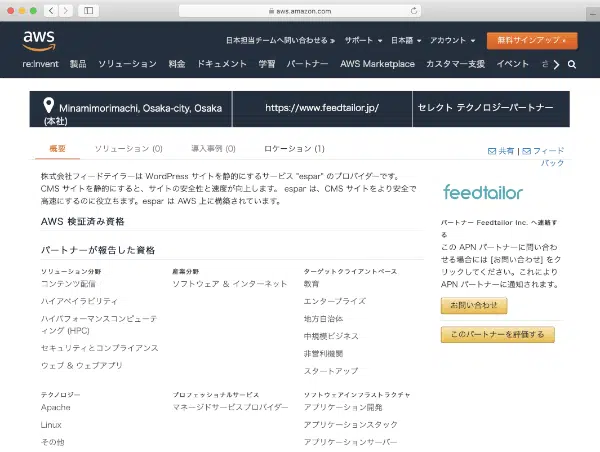 aws.amazon.com
aws
日本担当チームへ問い合わせる »
サポート
日本語
アカウント
無料サインアップ »
re:Invent
製品
ソリューション
料金
ドキュメント
学習
パートナー
AWS Marketplace
カスタマー支援
イベント
Minamimorimachi, Osaka-city, Osaka
(本社)
https://www.feedtailor.jp/
セレクト テクノロジーパートナー
概要
ソリューション (0)
導入事例 (0)
ロケーション (1)
共有 | フィード
バック
株式会社フィードテイラーは WordPress サイトを静的にするサービス "espar" のプロバイダーです。
CMS サイトを静的にすると、サイトの安全性と速度が向上します。 espar は、CMS サイトをより安全で
高速にするのに役立ちます。espar は AWS 上に構築されています。
AWS 検証済み資格
パートナーが報告した資格
ソリューション分野
コンテンツ配信
ハイアベイラビリティ
ハイパフォーマンスコンピューテ
ィング (HPC)
セキュリティとコンプライアンス
ウェブ & ウェブアプリ
産業分野
ソフトウェア & インターネット
ターゲットクライアントベース
教育
エンタープライズ
地方自治体
中規模ビジネス
非営利機関
スタートアップ
テクノロジー
Apache
Linux
その他
プロフェッショナルサービス
マネージドサービスプロバイダー
ソフトウェアインフラストラクチャ
アプリケーション開発
アプリケーションスタック
アプリケーションサーバー
feedtailor
パートナー Feedtailor Inc. へ連絡す
る
この APN パートナーに問い合わ
せる場合には [お問い合わせ] をク
リックしてください。これにより
APN パートナーに通知されます。
お問い合わせ
このパートナーを評価する